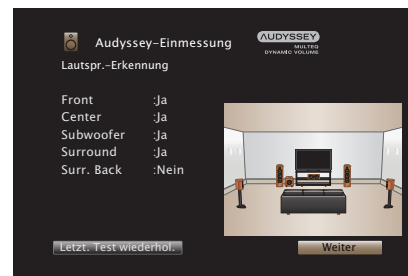 Audyssey-Einmessung
AUDYSSEY
MULTEQ
DYNAMIC VOLUME
Lautspr.-Erkennung
Front :Ja
Center :Ja
Subwoofer :Ja
Surround :Ja
Surr. Back :Nein
Letzt. Test wiederhol.
Weiter